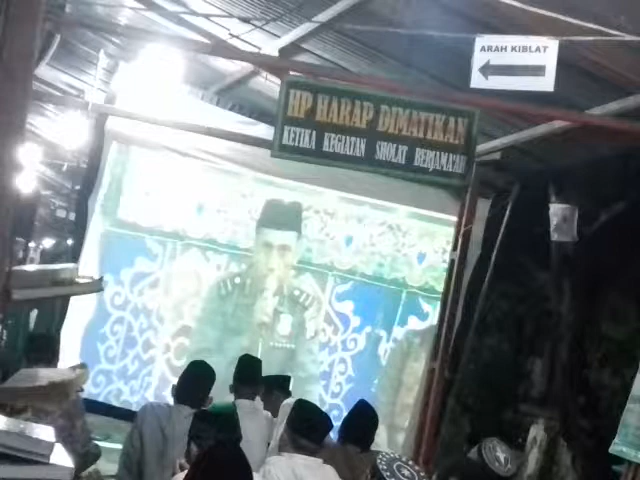 ARAH KIBLAT
HP HARAP DIMATIKAN
KETIKA KEGIATAN SHOLAT BERJAMA'AH